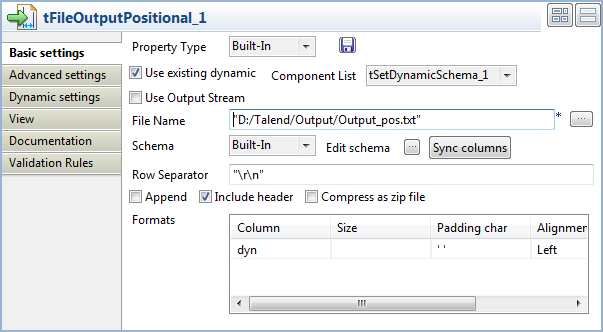 tFileOutputPositional_1
Basic settings
Advanced settings
Dynamic settings
View
Documentation
Validation Rules
Property Type Built-In
Use existing dynamic Component List tSetDynamicSchema_1
Use Output Stream
File Name "D:/Talend/Output/Output_pos.txt" * ...
Schema Built-In Edit schema ... Sync columns
Row Separator "\r\n"
Append Include header Compress as zip file
Formats
Column Size Padding char Alignmen
dyn ' ' Left